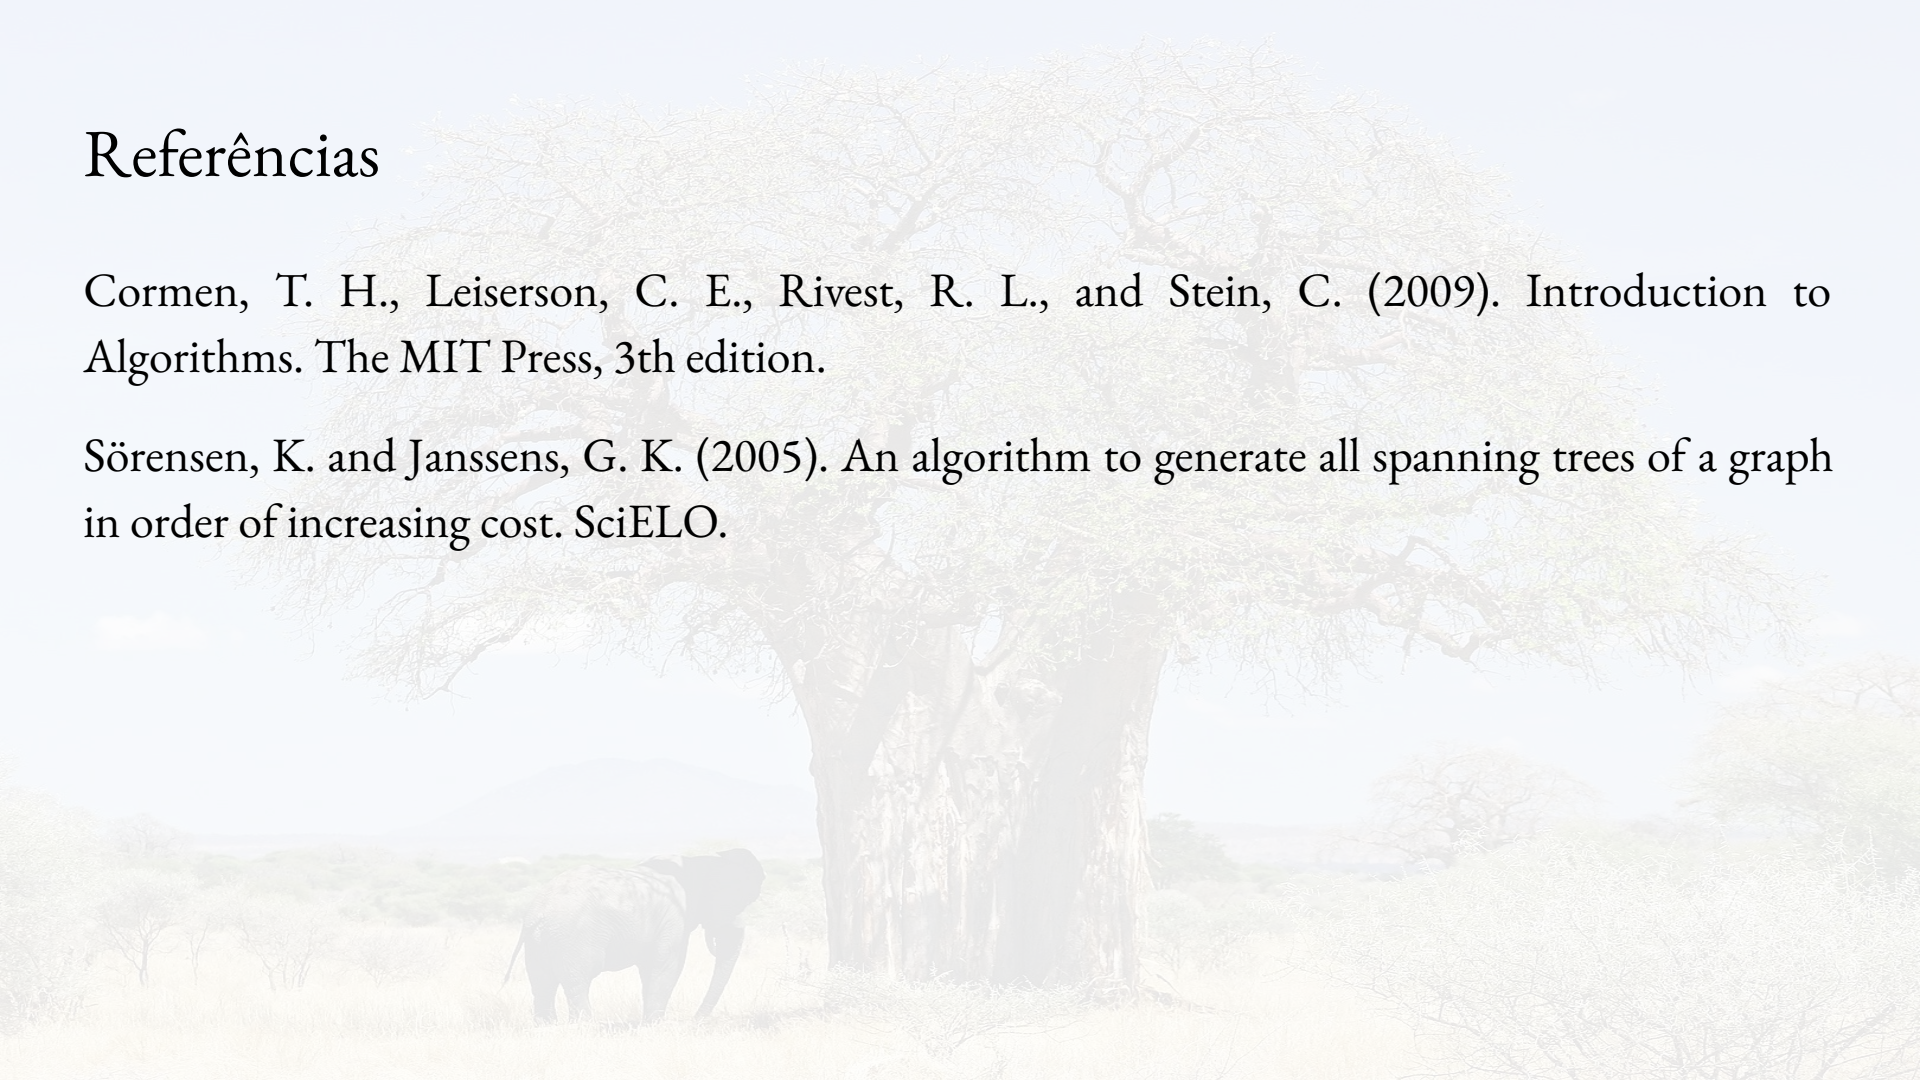 Referências
Cormen, T. H., Leiserson, C. E., Rivest, R. L., and Stein, C. (2009). Introduction to
Algorithms. The MIT Press, 3th edition.
Sörensen, K. and Janssens, G. K. (2005). An algorithm to generate all spanning trees of a graph
in order of increasing cost. SciELO.